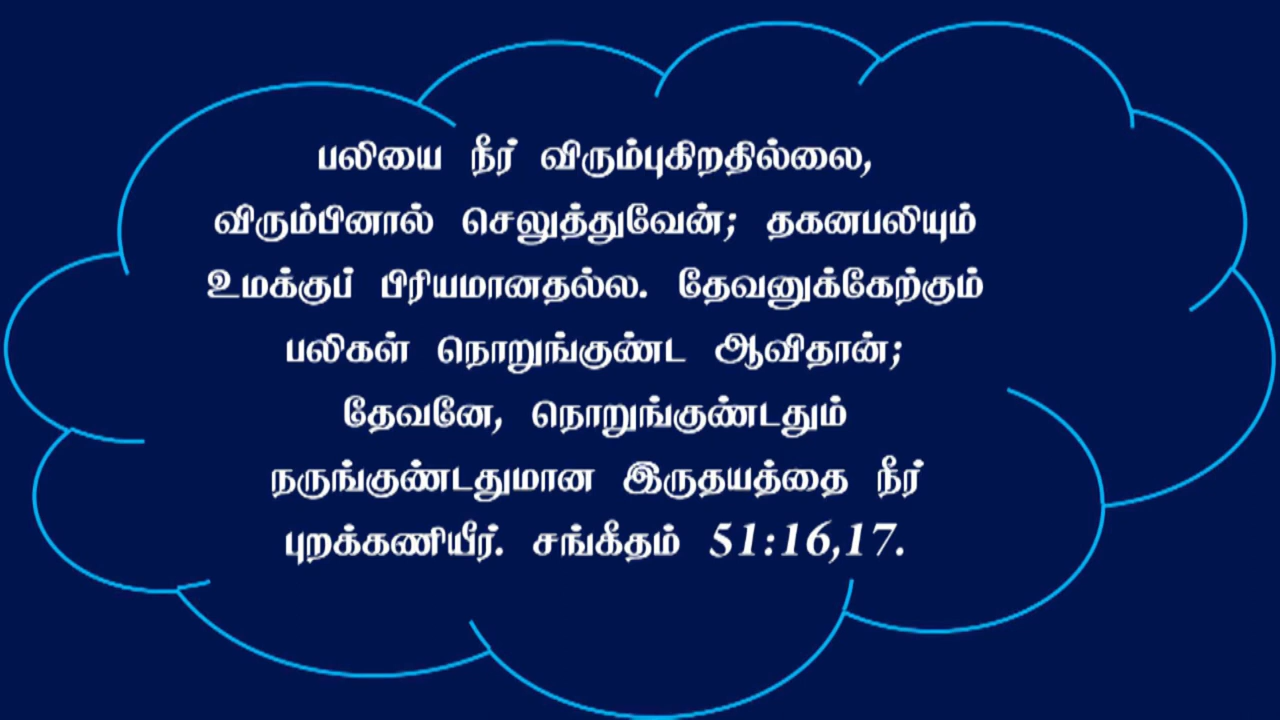 பலியை நீர் விரும்புகிறதில்லை,
விரும்பினால் செலுத்துவேன்; தகனபலியும்
உமக்குப் பிரியமானதல்ல. தேவனுக்கேற்கும்
பலிகள் நொறுங்குண்ட ஆவிதான்;
தேவனே, நொறுங்குண்டதும்
நருங்குண்டதுமான இருதயத்தை நீர்
புறக்கணியீர். சங்கீதம் 51:16,17.